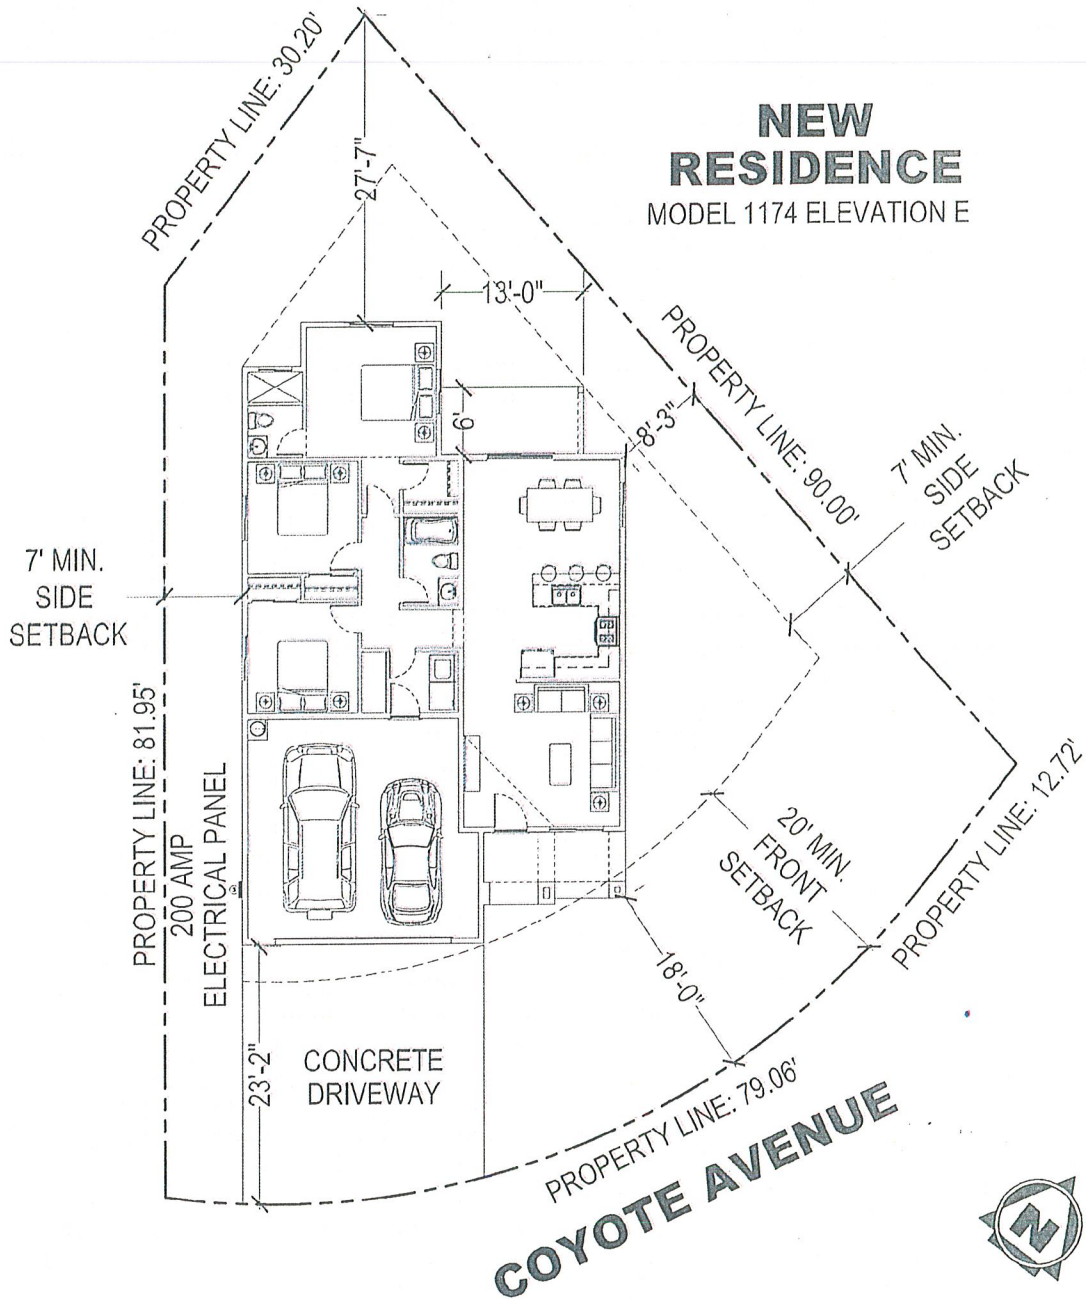 PROPERTY LINE: 30.20'
NEW
RESIDENCE
MODEL 1174 ELEVATION E
27'-7"
13'-0"
PROPERTY LINE: 90.00'
6'
8'-3"
7' MIN.
SIDE
SETBACK
7' MIN.
SIDE
SETBACK
PROPERTY LINE: 81.95'
200 AMP
ELECTRICAL PANEL
20' MIN.
FRONT
SETBACK
PROPERTY LINE: 12.72'
18'-0"
23'-2"
CONCRETE
DRIVEWAY
PROPERTY LINE: 79.06'
COYOTE AVENUE
N